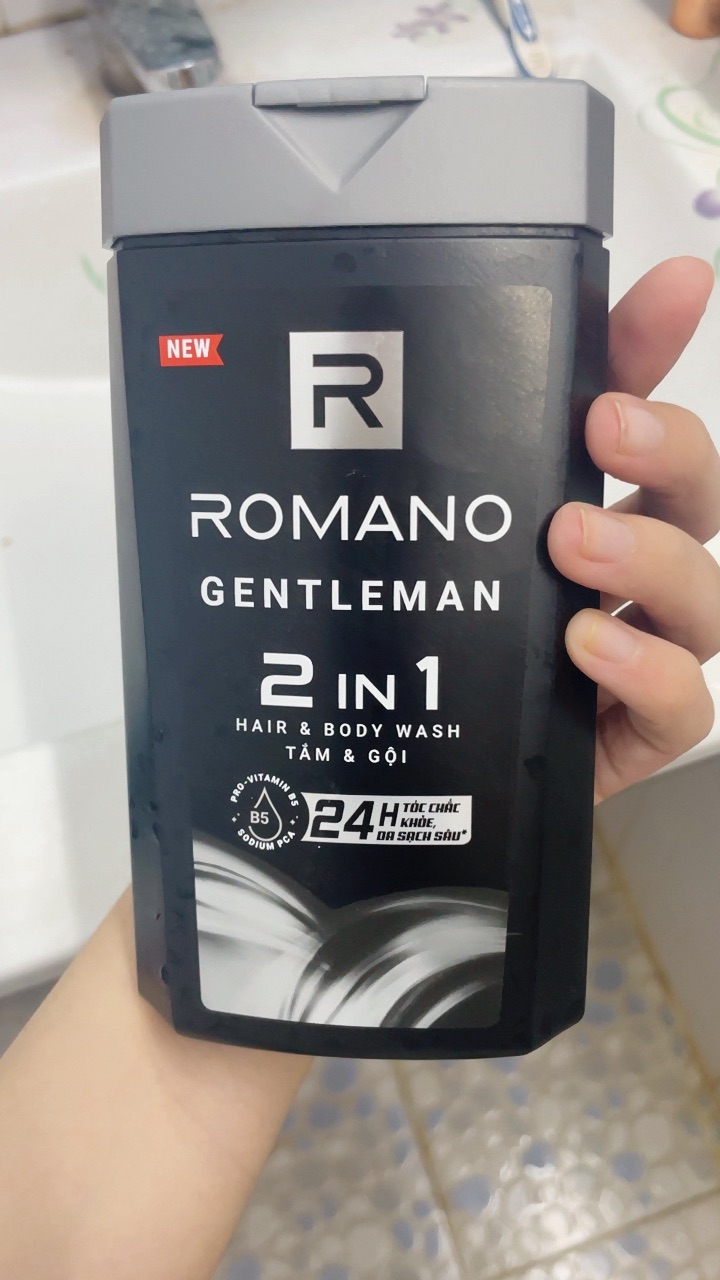 NEW
R
ROMANO
GENTLEMAN
2 IN 1
HAIR & BODY WASH
TẮM & GỘI
PRO-VITAMIN B5
B5
SODIUM PCA
24H TÓC CHẮC
KHỎE,
DA SẠCH SÂU*